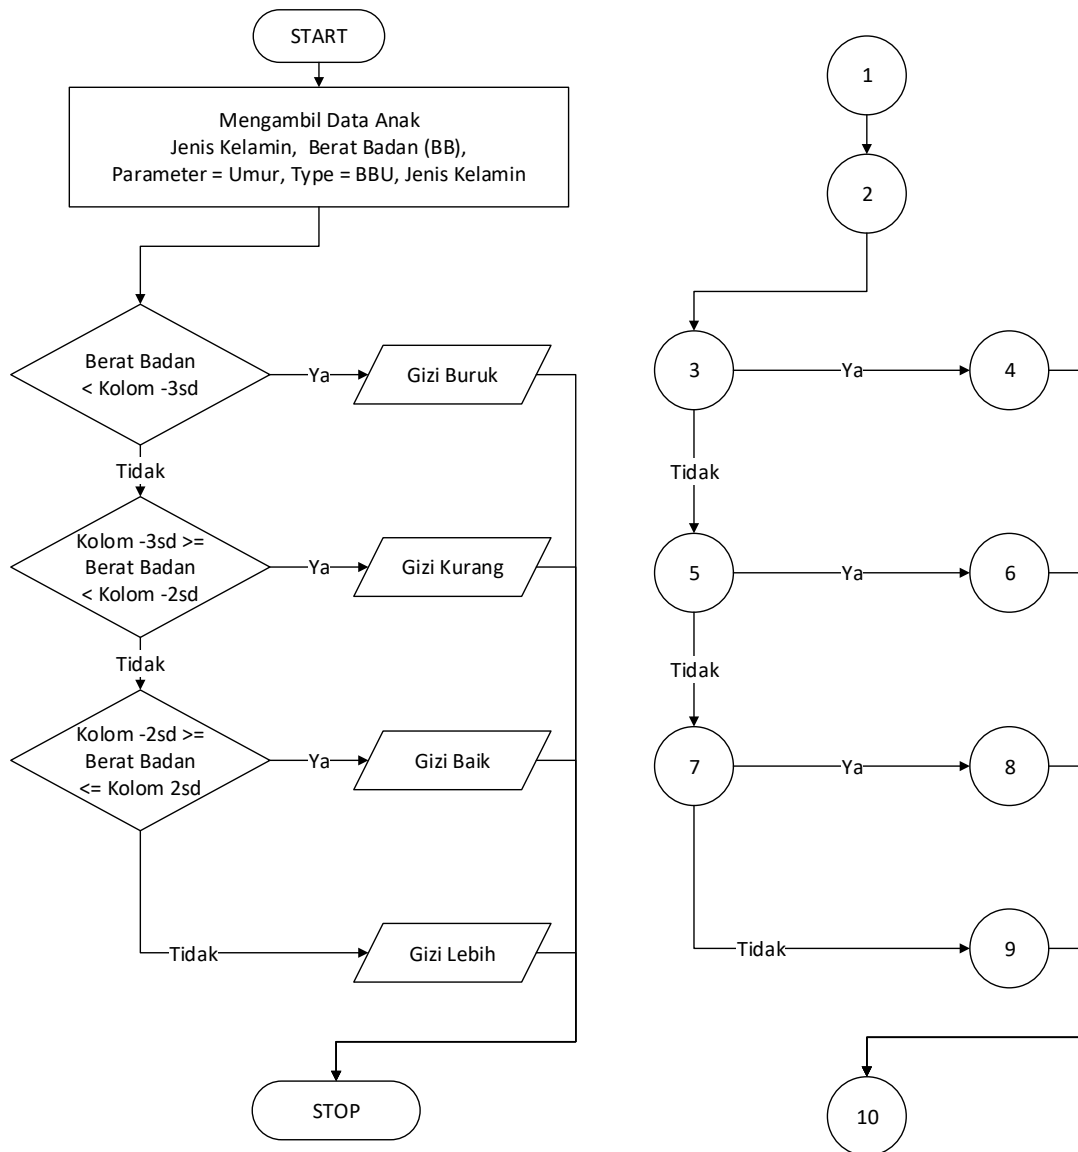 START
Mengambil Data Anak
Jenis Kelamin, Berat Badan (BB),
Parameter = Umur, Type = BBU, Jenis Kelamin
Berat Badan
< Kolom -3sd
Ya
Gizi Buruk
Tidak
Kolom -3sd >=
Berat Badan
< Kolom -2sd
Ya
Gizi Kurang
Tidak
Kolom -2sd >=
Berat Badan
<= Kolom 2sd
Ya
Gizi Baik
Tidak
Gizi Lebih
STOP
1
2
3
Ya
4
Tidak
5
Ya
6
Tidak
7
Ya
8
Tidak
9
10